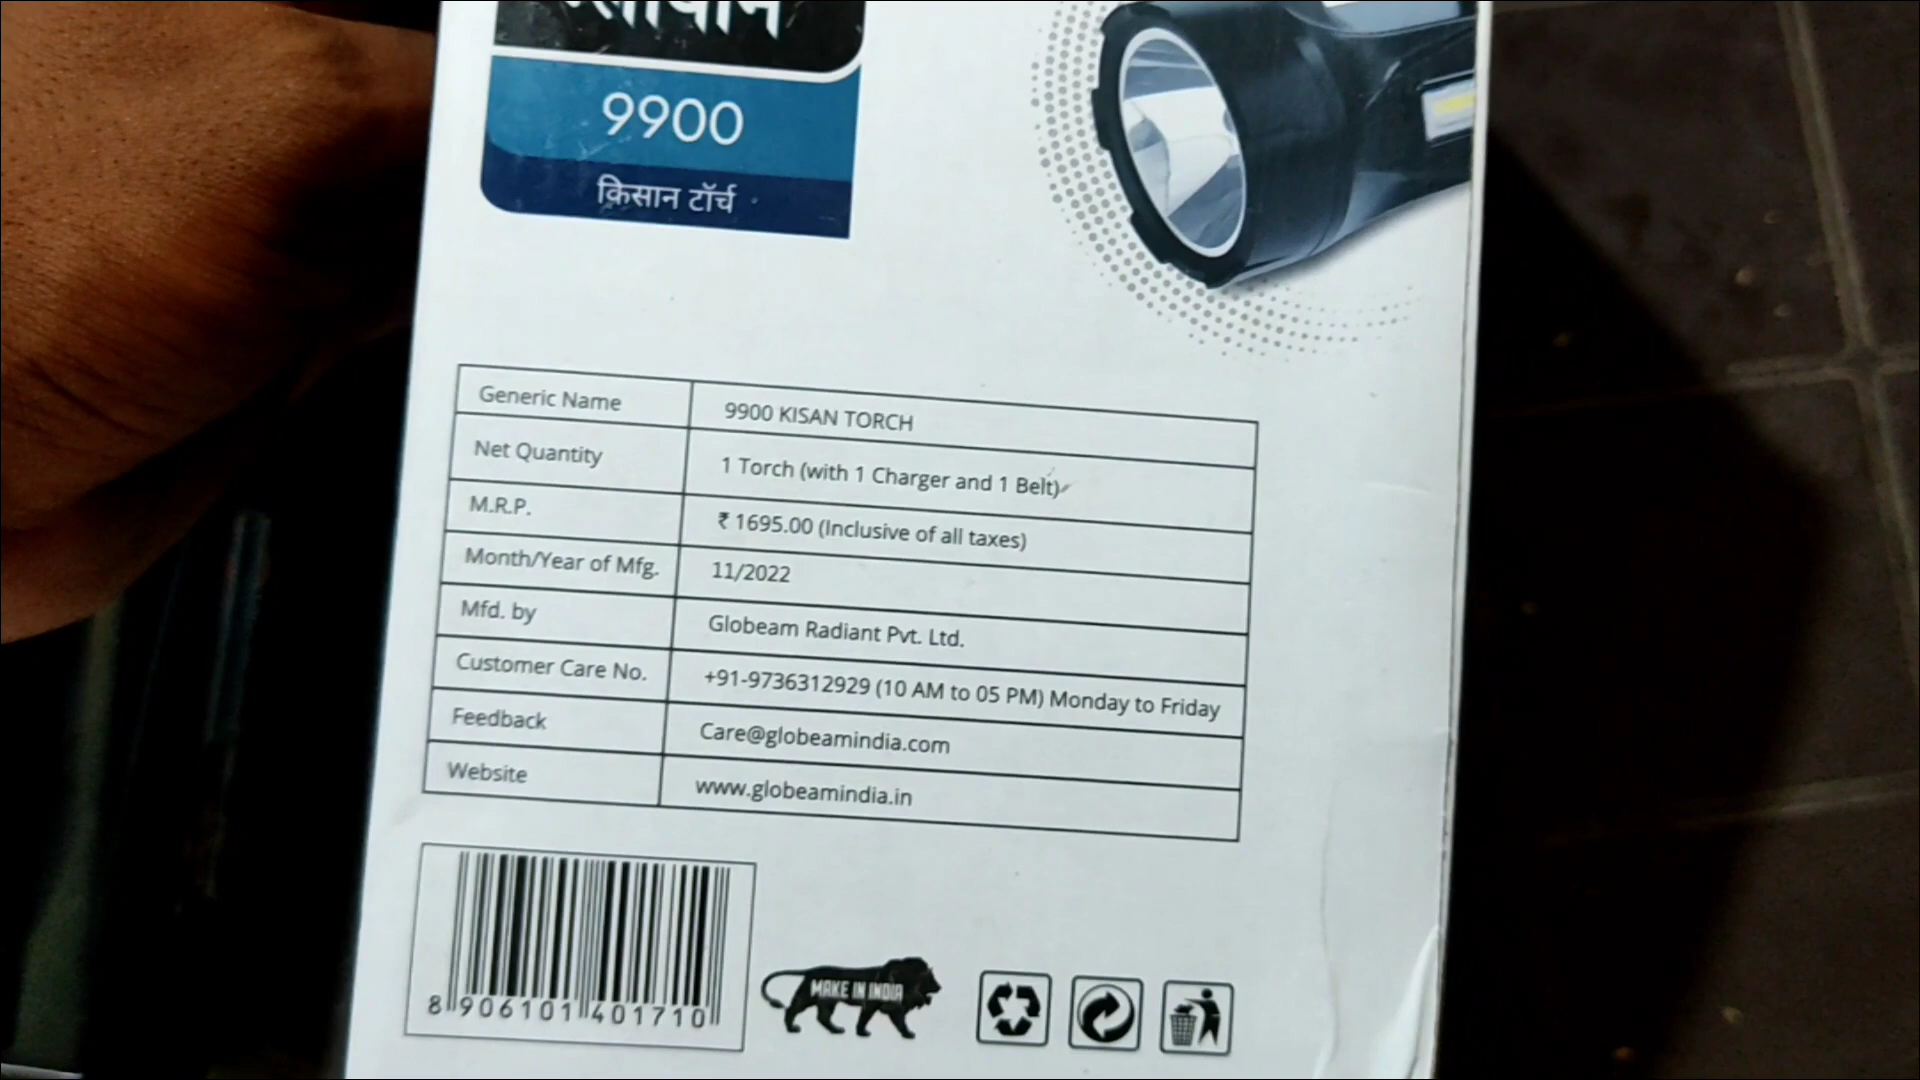 9900
किसान टॉर्च
Generic Name 9900 KISAN TORCH
Net Quantity 1 Torch (with 1 Charger and 1 Belt)
M.R.P. ₹ 1695.00 (Inclusive of all taxes)
Month/Year of Mfg. 11/2022
Mfd. by Globeam Radiant Pvt. Ltd.
Customer Care No. +91-9736312929 (10 AM to 05 PM) Monday to Friday
Feedback Care@globeamindia.com
Website www.globeamindia.in
8 906101 401710
MAKE IN INDIA